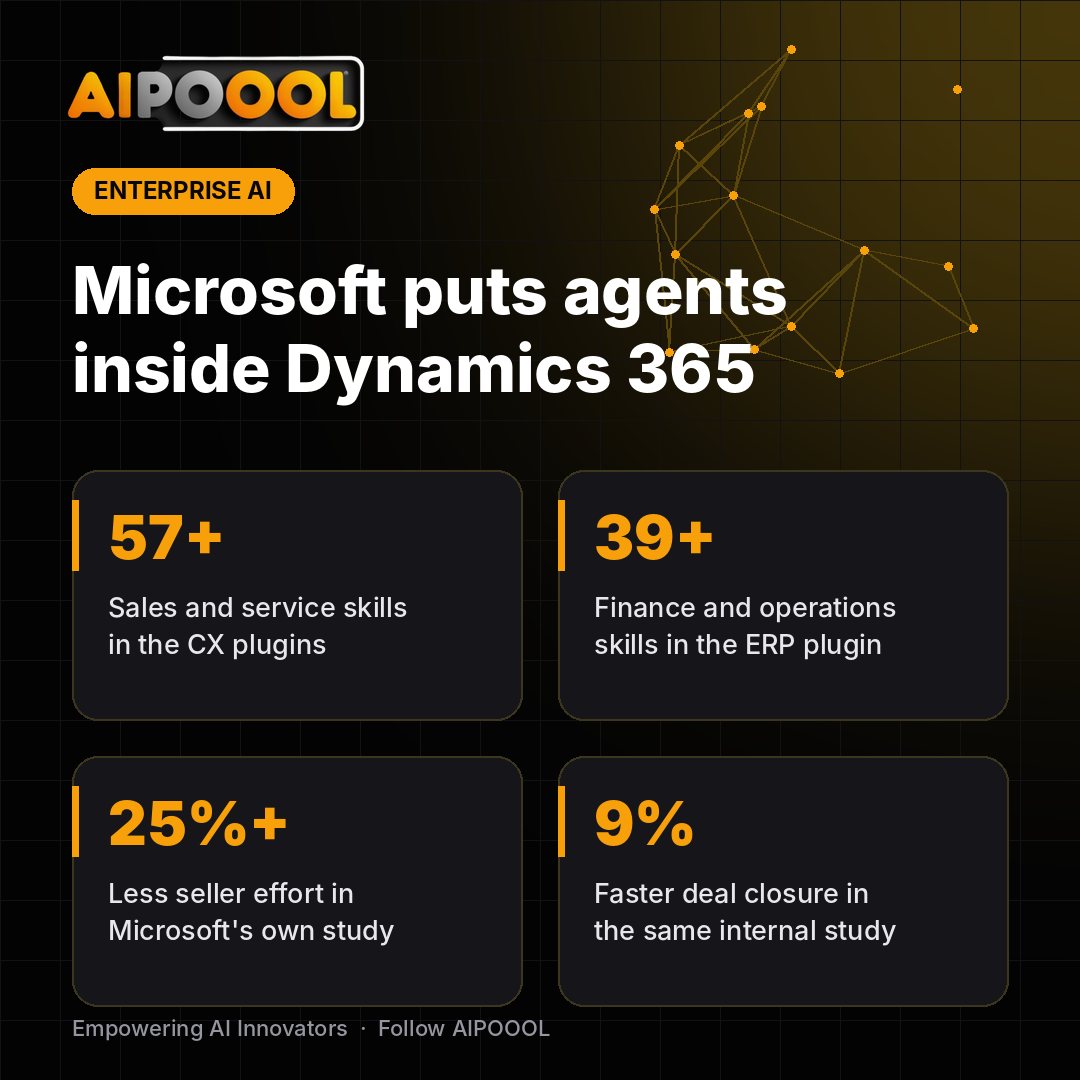 AIPOOOL
ENTERPRISE AI
Microsoft puts agents
inside Dynamics 365
57+
Sales and service skills
in the CX plugins
39+
Finance and operations
skills in the ERP plugin
25%+
Less seller effort in
Microsoft's own study
9%
Faster deal closure in
the same internal study
Empowering AI Innovators · Follow AIPOOOL